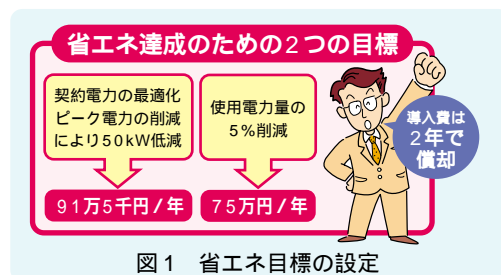 省エネ達成のための2つの目標
契約電力の最適化
ピーク電力の削減
により50kW低減
使用電力量の
5%削減
導入費は
2年で
償却
91万5千円/年
75万円/年
図1 省エネ目標の設定